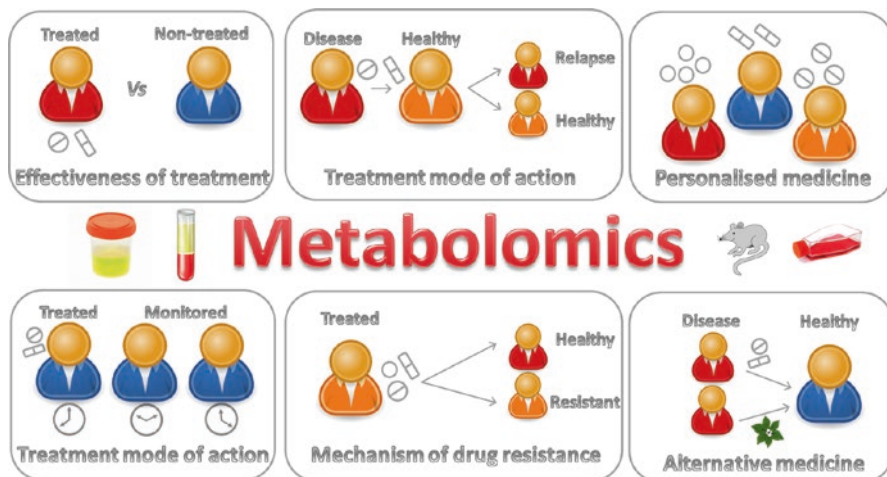 Treated Non-treated
Vs
Effectiveness of treatment
Disease Healthy
Relapse
Healthy
Treatment mode of action
Personalised medicine
Metabolomics
Treated Monitored
Treatment mode of action
Treated
Healthy
Resistant
Mechanism of drug resistance
Disease Healthy
Alternative medicine